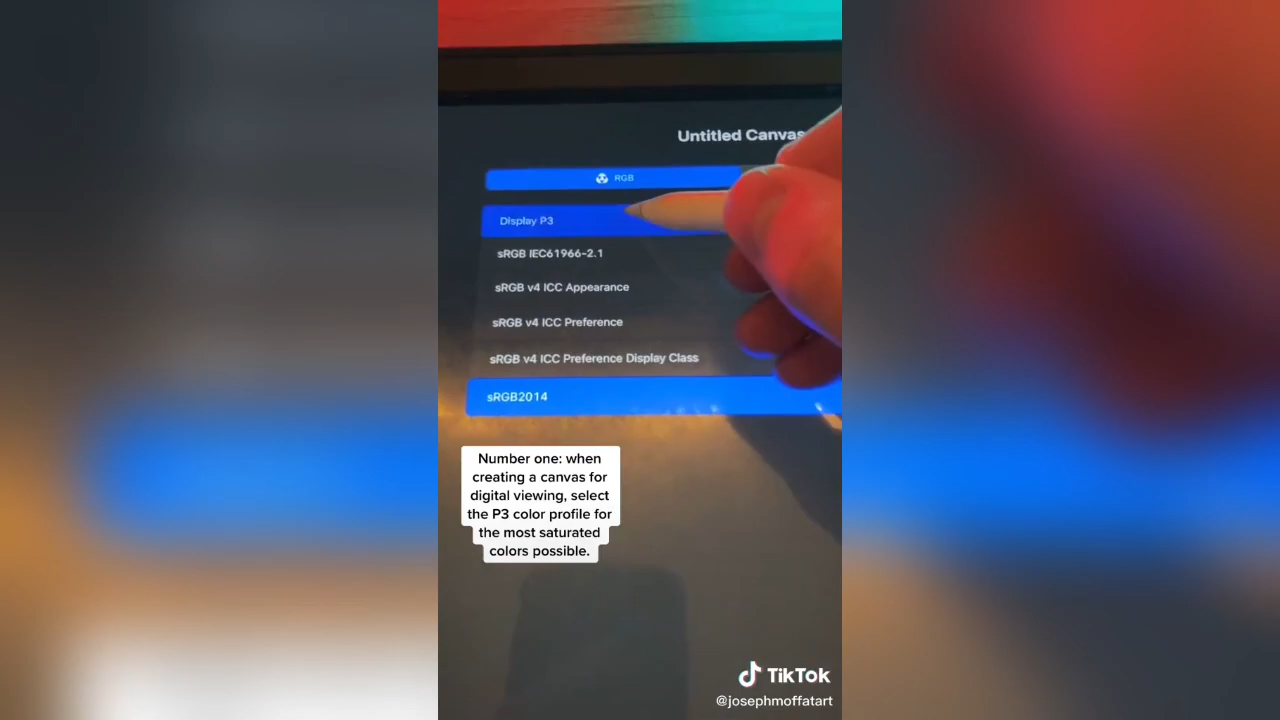 Untitled Canvas
RGB
Display P3
sRGB IEC61966-2.1
sRGB v4 ICC Appearance
sRGB v4 ICC Preference
sRGB v4 ICC Preference Display Class
sRGB2014
Number one: when
creating a canvas for
digital viewing, select
the P3 color profile for
the most saturated
colors possible.
TikTok
@josephmoffatart